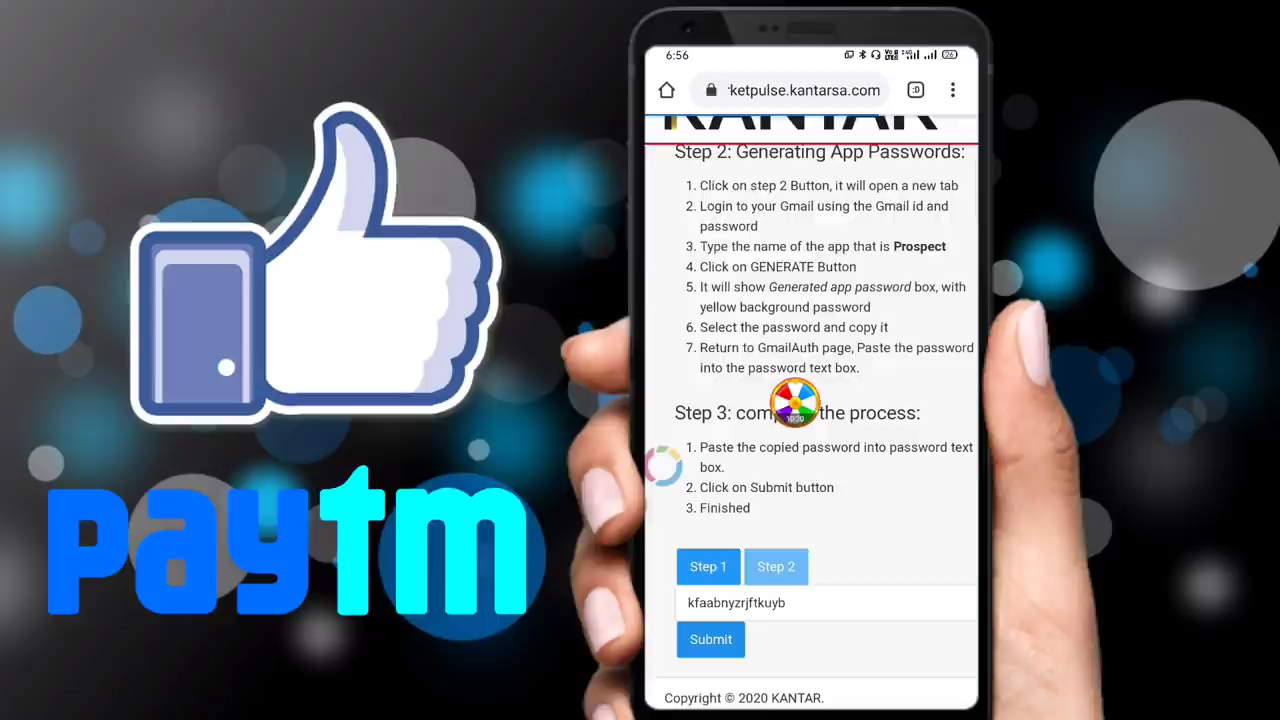 6:56
ketpulse.kantarsa.com
:D
KANTAR
Step 2: Generating App Passwords:
1. Click on step 2 Button, it will open a new tab
2. Login to your Gmail using the Gmail id and
password
3. Type the name of the app that is Prospect
4. Click on GENERATE Button
5. It will show Generated app password box, with
yellow background password
6. Select the password and copy it
7. Return to GmailAuth page, Paste the password
into the password text box.
Step 3: the process:
1. Paste the copied password into password text
box.
2. Click on Submit button
3. Finished
Step 1 Step 2
kfaabnyzrjftkuyb
Submit
Copyright © 2020 KANTAR.
paytm